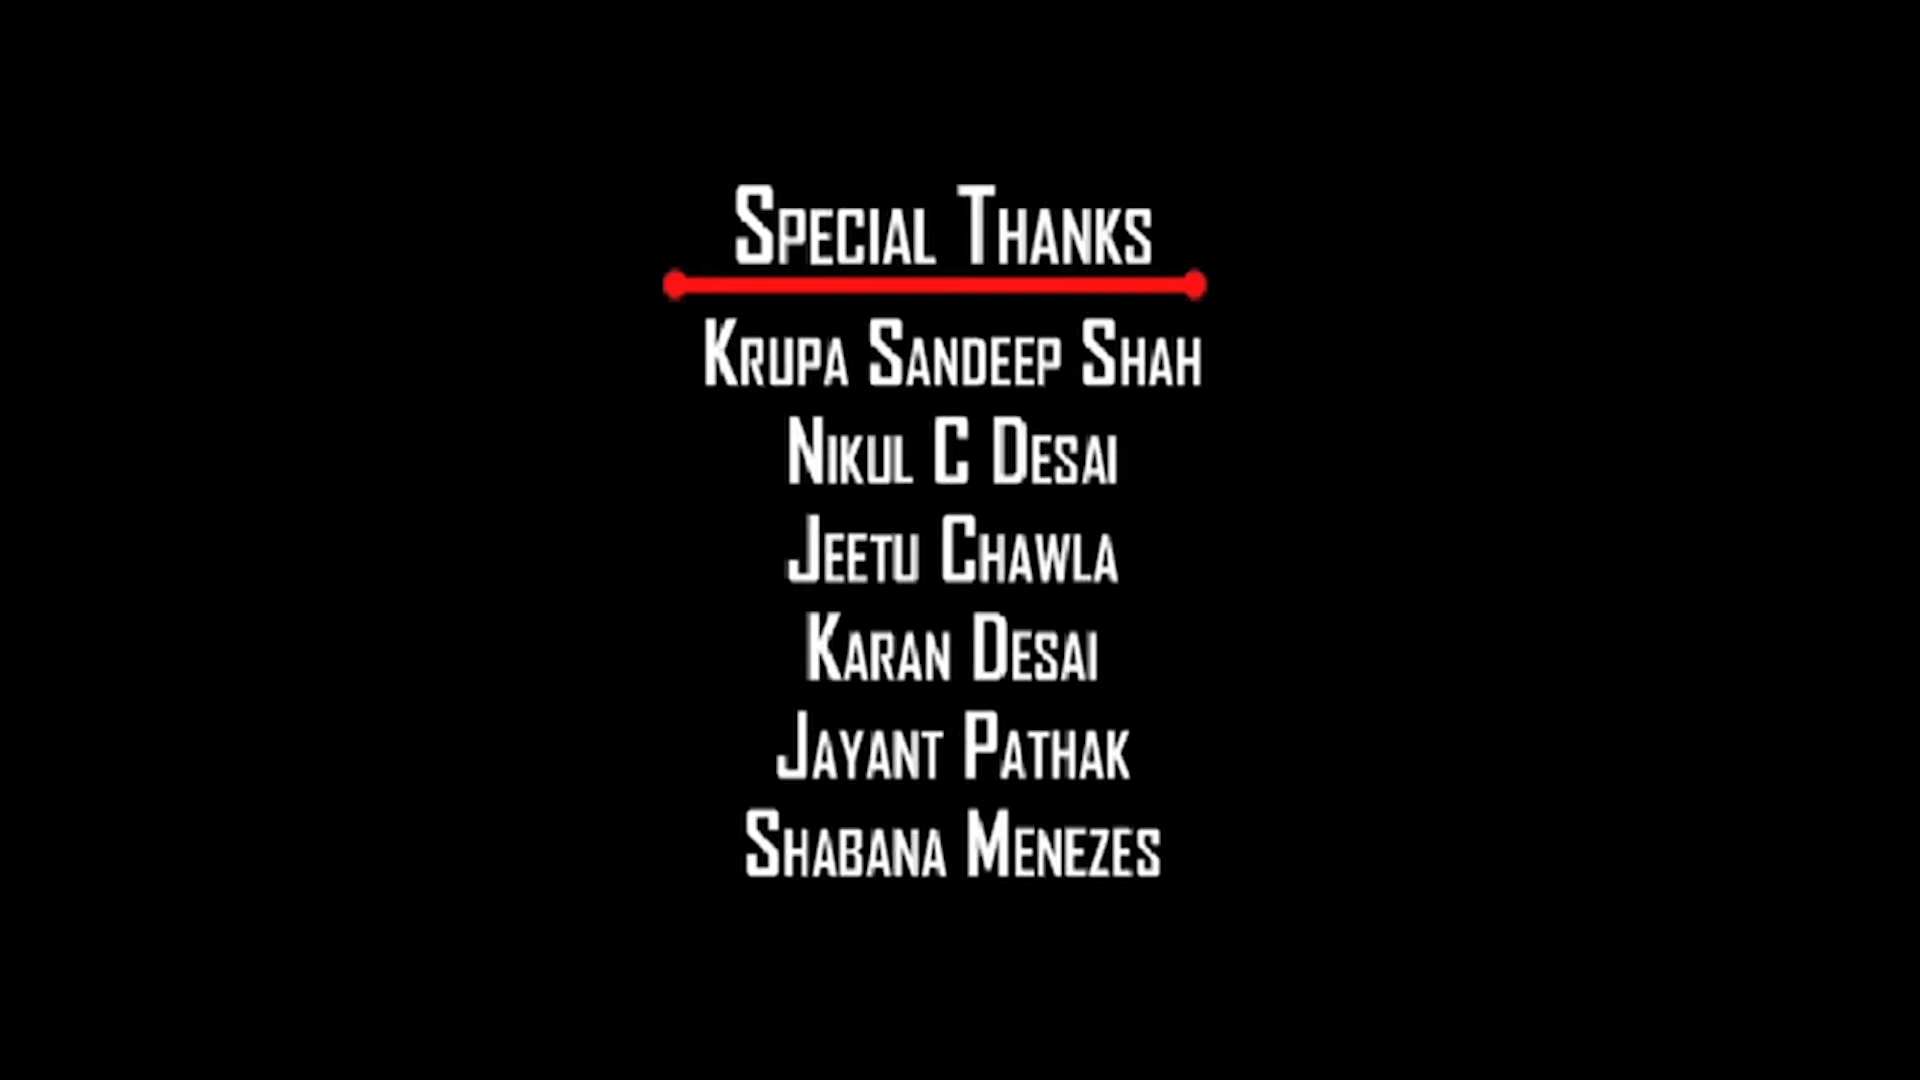 Special Thanks
Krupa Sandeep Shah
Nikul C Desai
Jeetu Chawla
Karan Desai
Jayant Pathak
Shabana Menezes